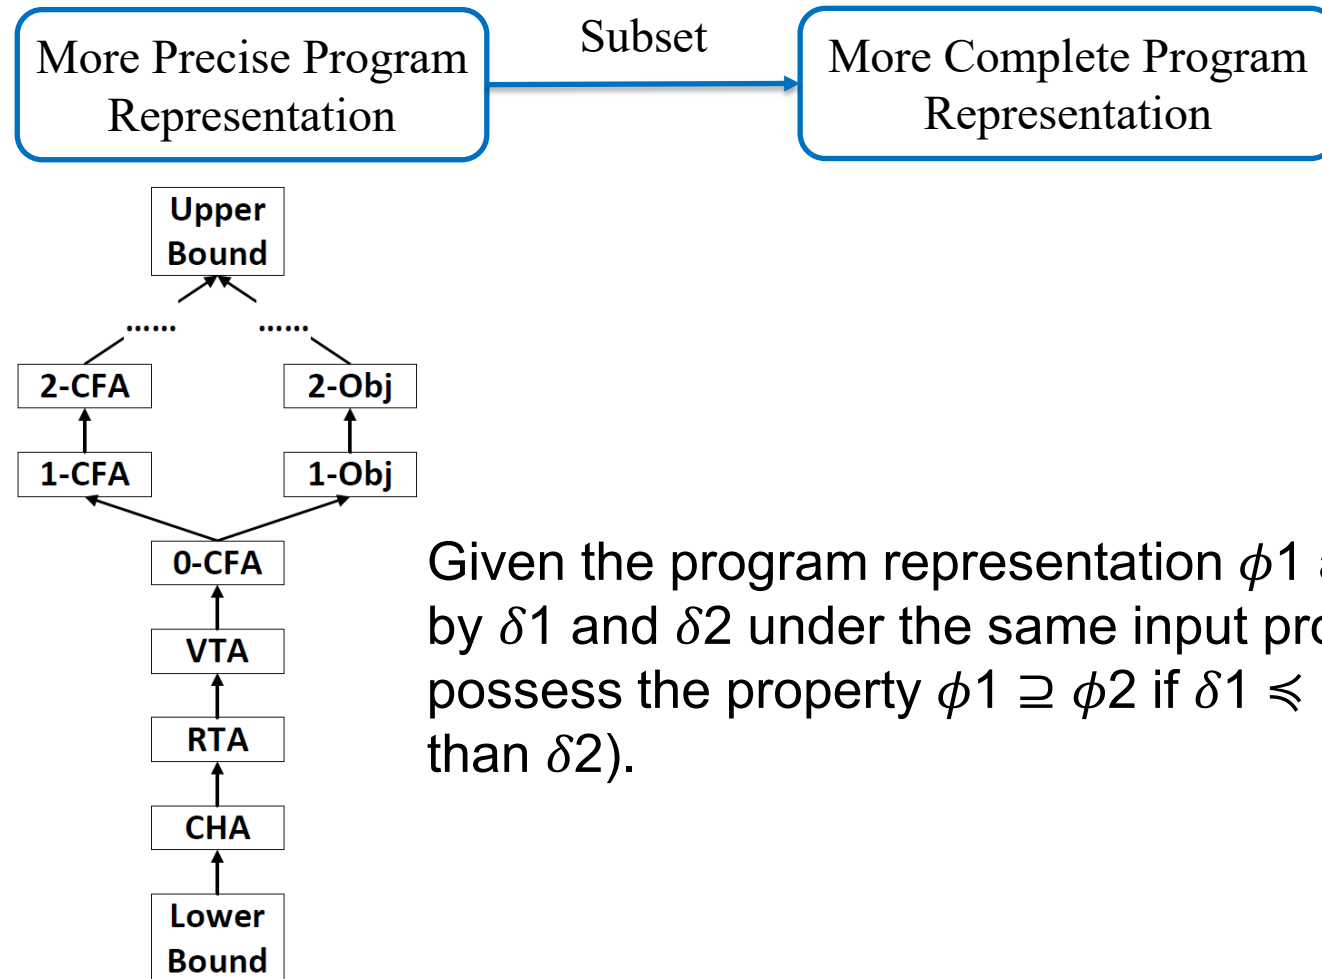 More Precise Program
Representation
Subset
More Complete Program
Representation
Upper
Bound
......
......
2-CFA
2-Obj
1-CFA
1-Obj
0-CFA
VTA
RTA
CHA
Lower
Bound
Given the program representation 𝜙1
by 𝛿1 and 𝛿2 under the same input
possess the property 𝜙1 ⊇ 𝜙2 if 𝛿1 ≼
than 𝛿2).